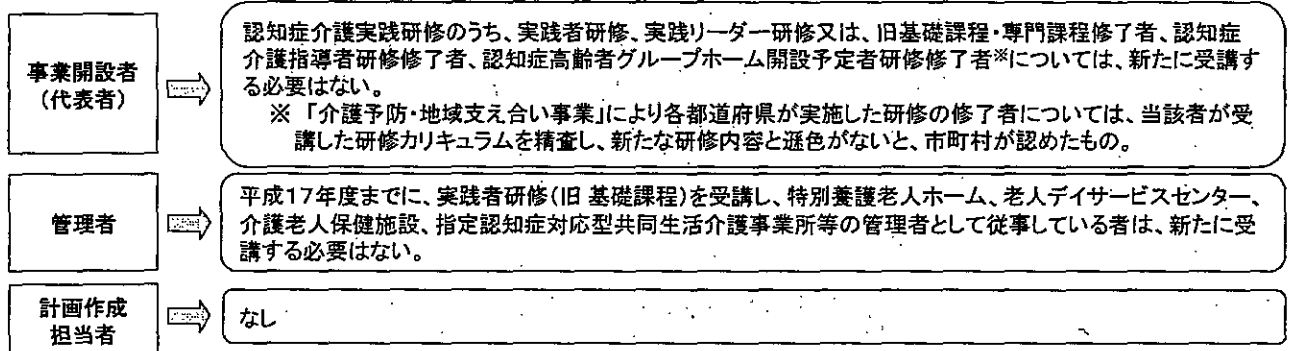 事業開設者
(代表者)
認知症介護実践研修のうち、実践者研修、実践リーダー研修又は、旧基礎課程・専門課程修了者、認知症
介護指導者研修修了者、認知症高齢者グループホーム開設予定者研修修了者※については、新たに受講す
る必要はない。
※ 「介護予防・地域支え合い事業」により各都道府県が実施した研修の修了者については、当該者が受
講した研修カリキュラムを精査し、新たな研修内容と遜色がないと、市町村が認めたもの。
管理者
平成17年度までに、実践者研修(旧 基礎課程)を受講し、特別養護老人ホーム、老人デイサービスセンター、
介護老人保健施設、指定認知症対応型共同生活介護事業所等の管理者として従事している者は、新たに受
講する必要はない。
計画作成
担当者
なし